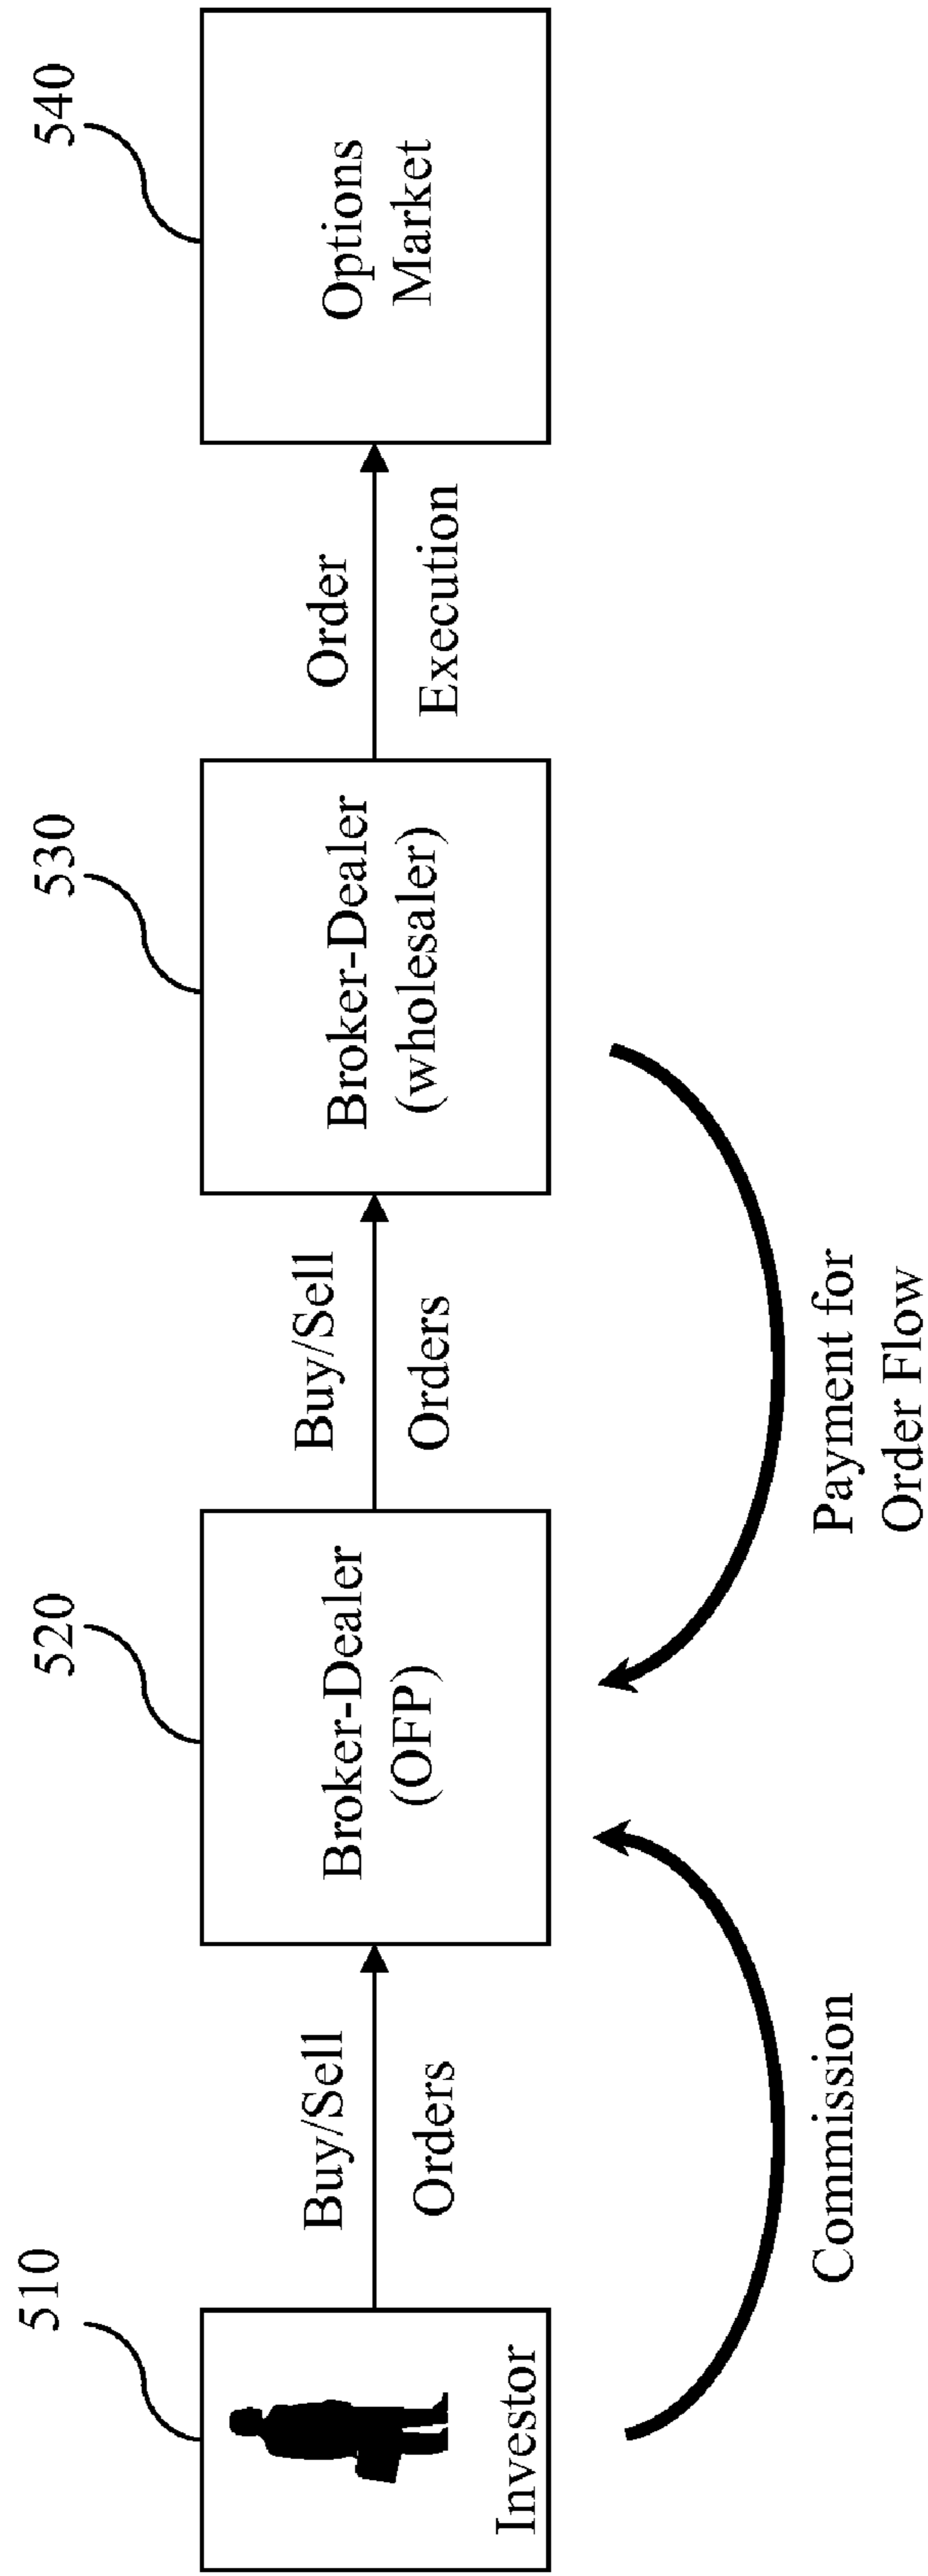 510
520
530
540
Investor
Buy/Sell
Orders
Broker-Dealer
(OFP)
Buy/Sell
Orders
Broker-Dealer
(wholesaler)
Order
Execution
Options
Market
Commission
Payment for
Order Flow